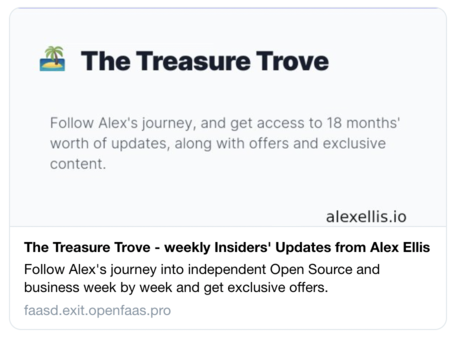 The Treasure Trove
Follow Alex's journey, and get access to 18 months'
worth of updates, along with offers and exclusive
content.
alexellis.io
The Treasure Trove - weekly Insiders' Updates from Alex Ellis
Follow Alex's journey into independent Open Source and
business week by week and get exclusive offers.
faasd.exit.openfaas.pro